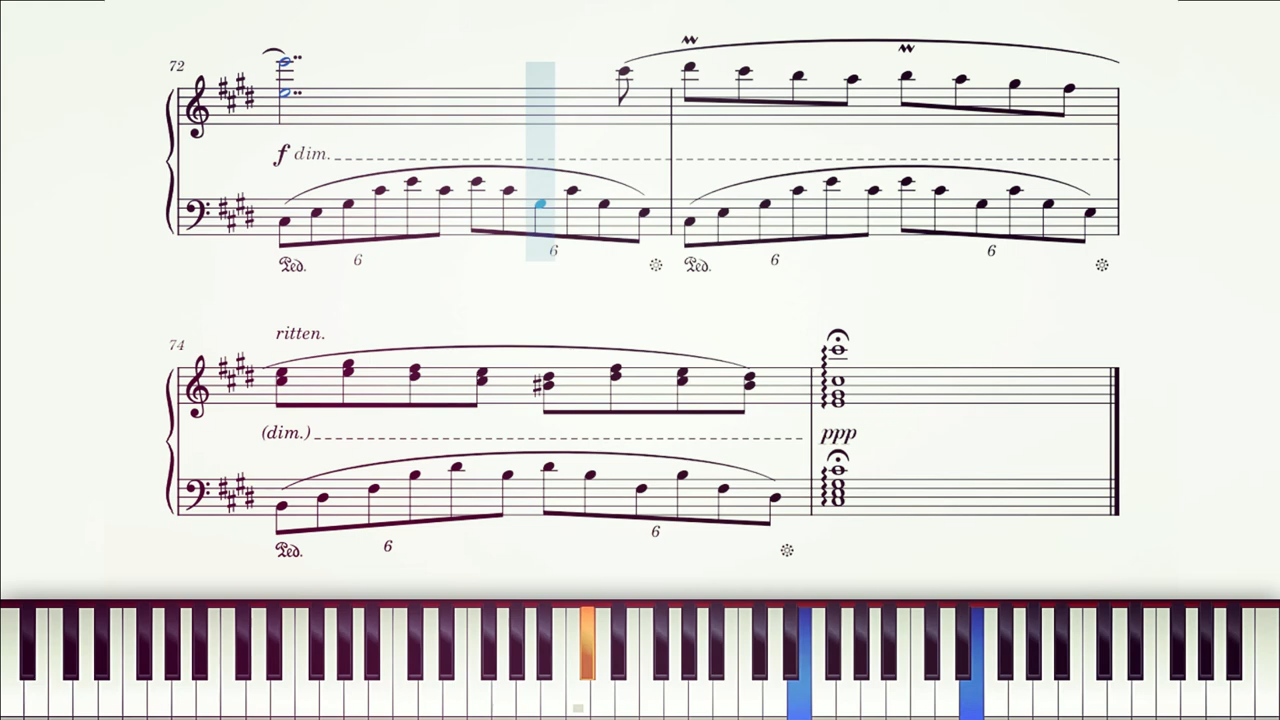 72
f dim.
6 6 6 6
Ped. Ped.
74
ritten.
(dim.) ppp
6 6
Ped.